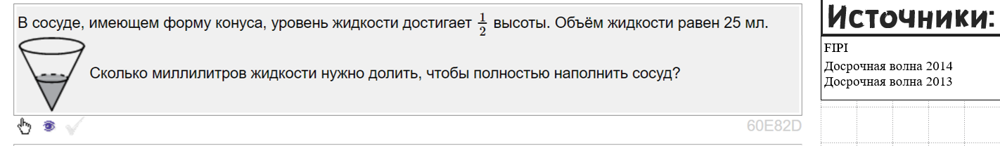 В сосуде, имеющем форму конуса, уровень жидкости достигает 1/2 высоты. Объём жидкости равен 25 мл.
Сколько миллилитров жидкости нужно долить, чтобы полностью наполнить сосуд?
60E82D
Источники:
FIPI
Досрочная волна 2014
Досрочная волна 2013